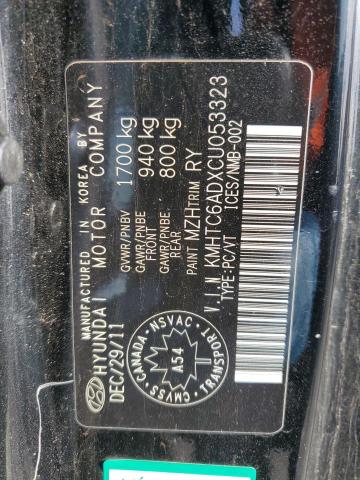 MANUFACTURED IN KOREA BY
HYUNDAI MOTOR COMPANY
DEC/29/11
GVWR/PNBV 1700 kg
GAWR/PNBE FRONT 940 kg
GAWR/PNBE REAR 800 kg
PAINT MZH TRIM RY
V.I.N KMHTC6ADXCU053323
TYPE:PC/VT ICES/NMB-002
CANADA
NSVAC
TRANSPORT
CMVSS
A54